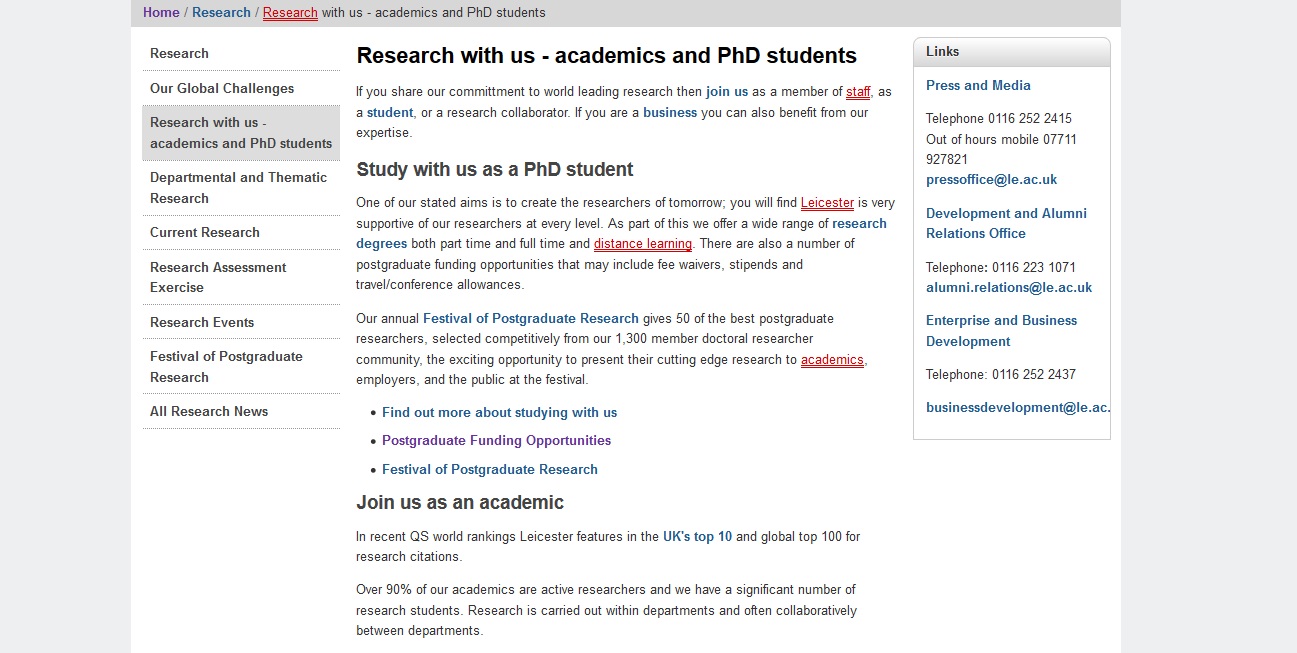 Home / Research / Research with us - academics and PhD students
Research
Our Global Challenges
Research with us -
academics and PhD students
Departmental and Thematic
Research
Current Research
Research Assessment
Exercise
Research Events
Festival of Postgraduate
Research
All Research News
Research with us - academics and PhD students
If you share our committment to world leading research then join us as a member of staff, as
a student, or a research collaborator. If you are a business you can also benefit from our
expertise.
Study with us as a PhD student
One of our stated aims is to create the researchers of tomorrow; you will find Leicester is very
supportive of our researchers at every level. As part of this we offer a wide range of research
degrees both part time and full time and distance learning. There are also a number of
postgraduate funding opportunities that may include fee waivers, stipends and
travel/conference allowances.
Our annual Festival of Postgraduate Research gives 50 of the best postgraduate
researchers, selected competitively from our 1,300 member doctoral researcher
community, the exciting opportunity to present their cutting edge research to academics,
employers, and the public at the festival.
• Find out more about studying with us
• Postgraduate Funding Opportunities
• Festival of Postgraduate Research
Join us as an academic
In recent QS world rankings Leicester features in the UK's top 10 and global top 100 for
research citations.
Over 90% of our academics are active researchers and we have a significant number of
research students. Research is carried out within departments and often collaboratively
between departments.
Links
Press and Media
Telephone 0116 252 2415
Out of hours mobile 07711
927821
pressoffice@le.ac.uk
Development and Alumni
Relations Office
Telephone: 0116 223 1071
alumni.relations@le.ac.uk
Enterprise and Business
Development
Telephone: 0116 252 2437
businessdevelopment@le.ac.